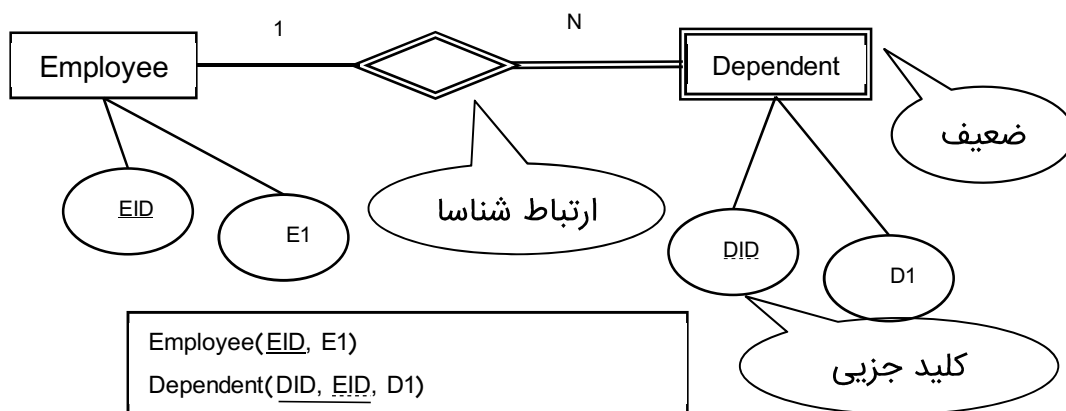 1
N
Employee
Dependent
ضعیف
ارتباط شناسا
EID
E1
DID
D1
کلید جزیی
Employee(EID, E1)
Dependent(DID, EID, D1)